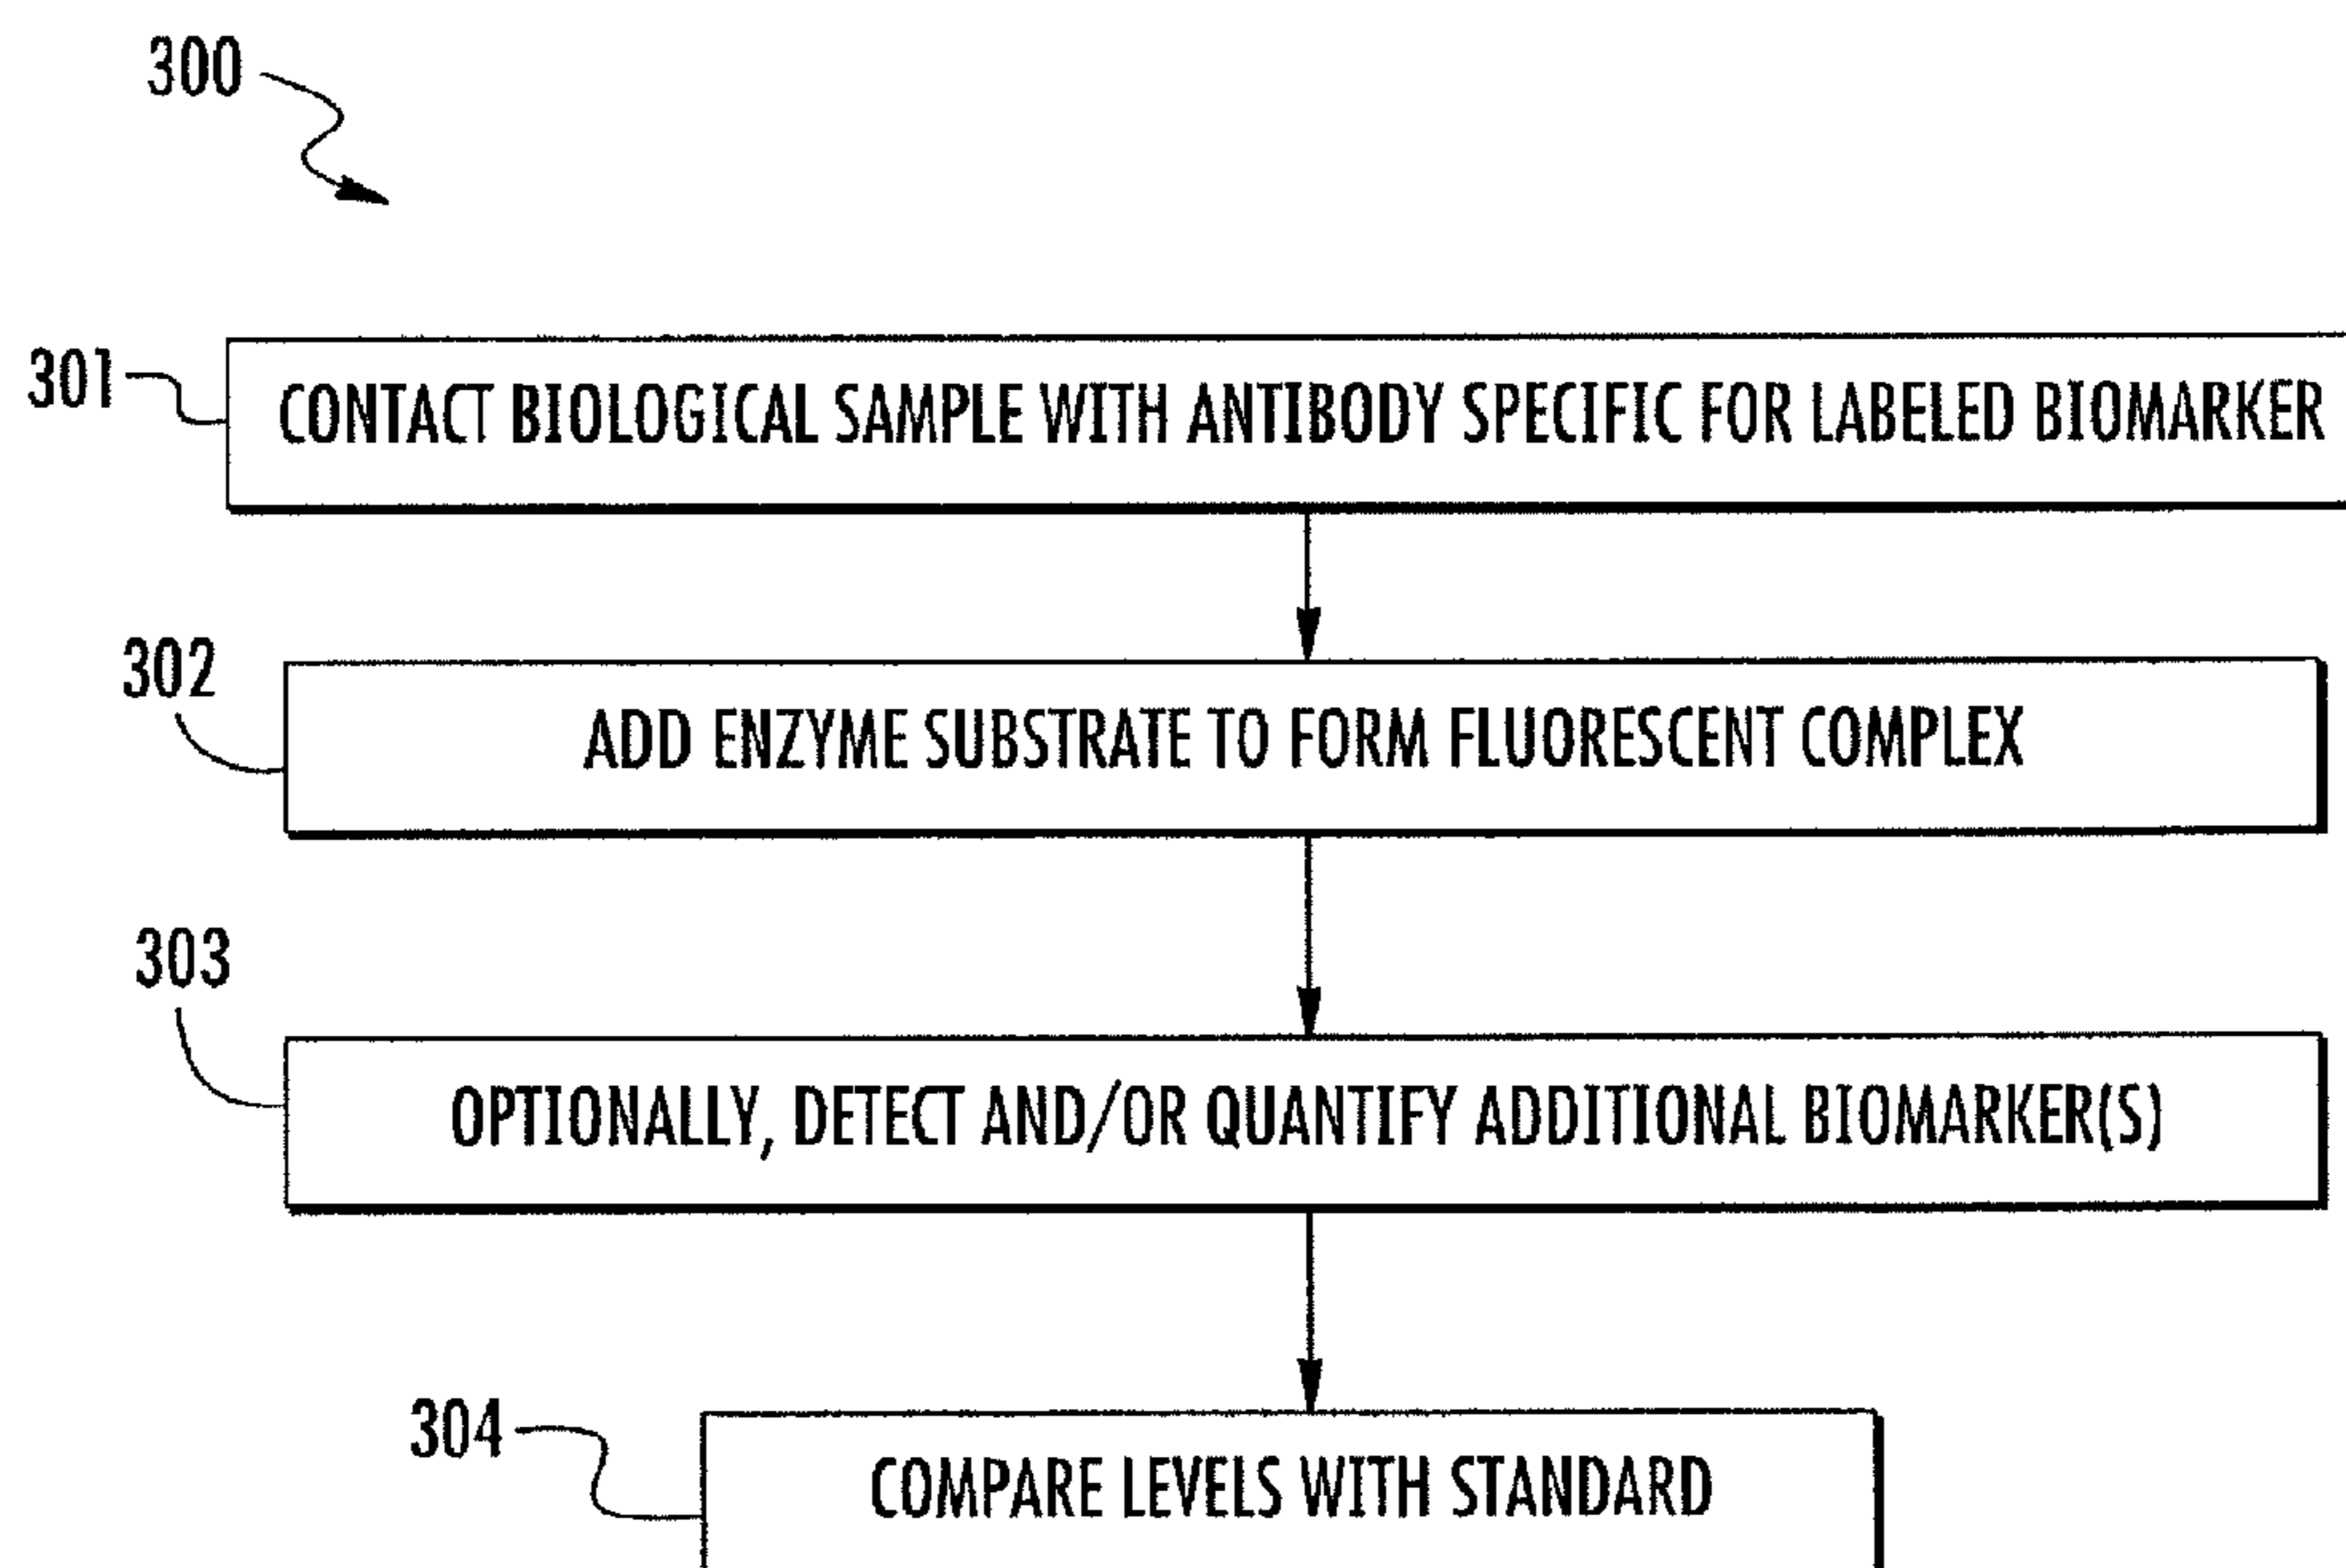 300
301
CONTACT BIOLOGICAL SAMPLE WITH ANTIBODY SPECIFIC FOR LABELED BIOMARKER
302
ADD ENZYME SUBSTRATE TO FORM FLUORESCENT COMPLEX
303
OPTIONALLY, DETECT AND/OR QUANTIFY ADDITIONAL BIOMARKER(S)
304
COMPARE LEVELS WITH STANDARD